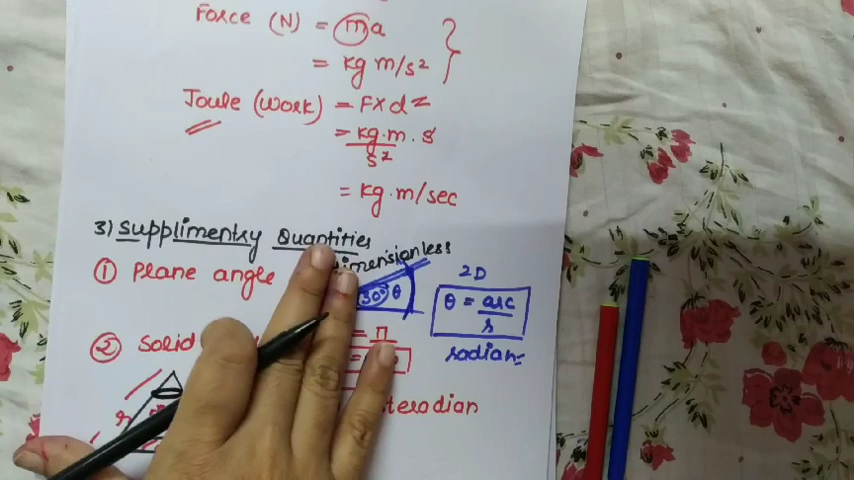 Force (N) = ma
= kg m/s²
Joule (Work) = F×d
= kg.m . s
s²
= kg.m/sec
3) Supplimentry Quantities
dimensionless
① Plane angle
30° θ
2D
θ = arc
r
radian
② Solid
= π
r
steradian